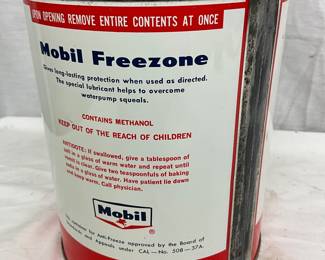 UPON OPENING REMOVE ENTIRE CONTENTS AT ONCE
Mobil Freezone
Gives long-lasting protection when used as directed.
The special lubricant helps to overcome
waterpump squeals.
CONTAINS METHANOL
KEEP OUT OF THE REACH OF CHILDREN
ANTIDOTE: If swallowed, give a tablespoon of
salt in a glass of warm water and repeat until
vomit is clear. Give two teaspoonfuls of baking
soda in a glass of water. Have patient lie down
and keep warm. Call physician.
Mobil
for Anti-Freeze approved by the Board of
and Appeals under CAL—No. 508-37A.